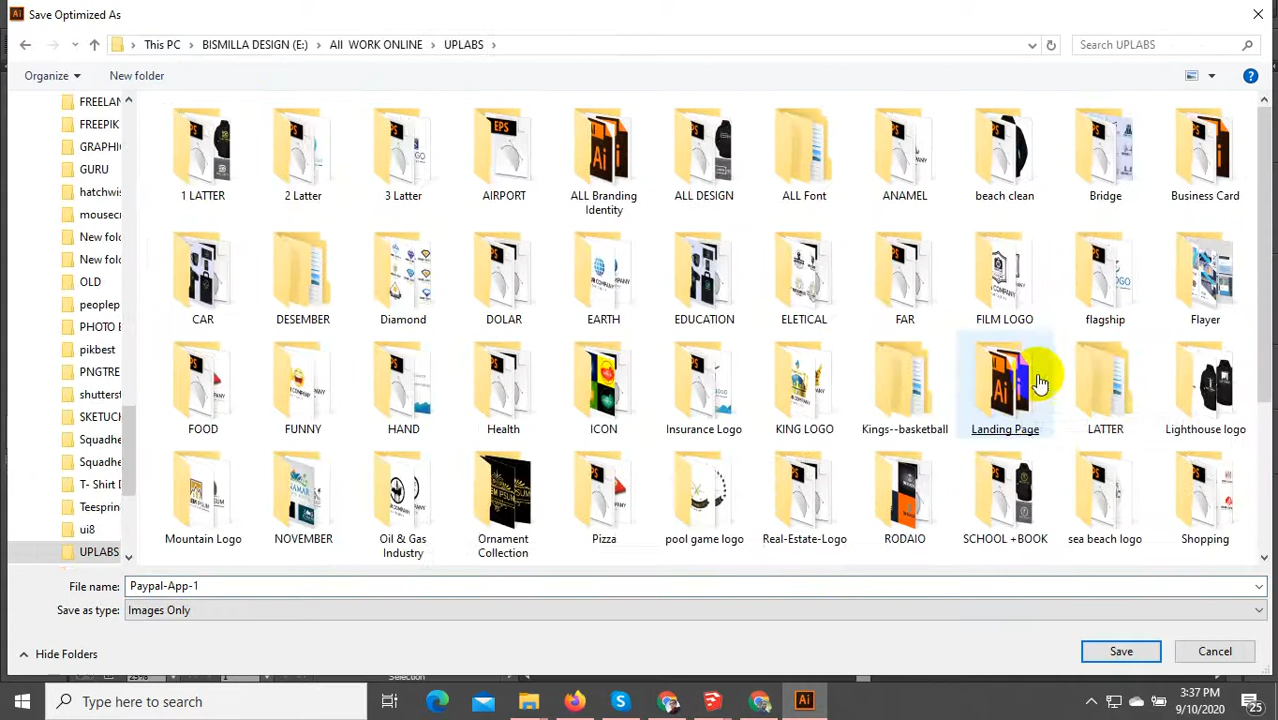 Save Optimized As
This PC > BISMILLA DESIGN (E:) > All WORK ONLINE > UPLABS >
Search UPLABS
Organize
New folder
FREELAN
FREEPIK
GRAPHI
GURU
hatchwis
mousecr
New fol
New fol
OLD
peoplep
PHOTO E
pikbest
PNGTRE
shutters
SKETUCH
Squadhe
Squadhe
T- Shirt D
Teespring
ui8
UPLABS
1 LATTER
2 Latter
3 Latter
AIRPORT
ALL Branding Identity
ALL DESIGN
ALL Font
ANAMEL
beach clean
Bridge
Business Card
CAR
DESEMBER
Diamond
DOLAR
EARTH
EDUCATION
ELETICAL
FAR
FILM LOGO
flagship
Flayer
FOOD
FUNNY
HAND
Health
ICON
Insurance Logo
KING LOGO
Kings--basketball
Landing Page
LATTER
Lighthouse logo
Mountain Logo
NOVEMBER
Oil & Gas Industry
Ornament Collection
Pizza
pool game logo
Real-Estate-Logo
RODAIO
SCHOOL +BOOK
sea beach logo
Shopping
File name: Paypal-App-1
Save as type: Images Only
Hide Folders
Save
Cancel
Selection
Type here to search
3:37 PM
9/10/2020
25